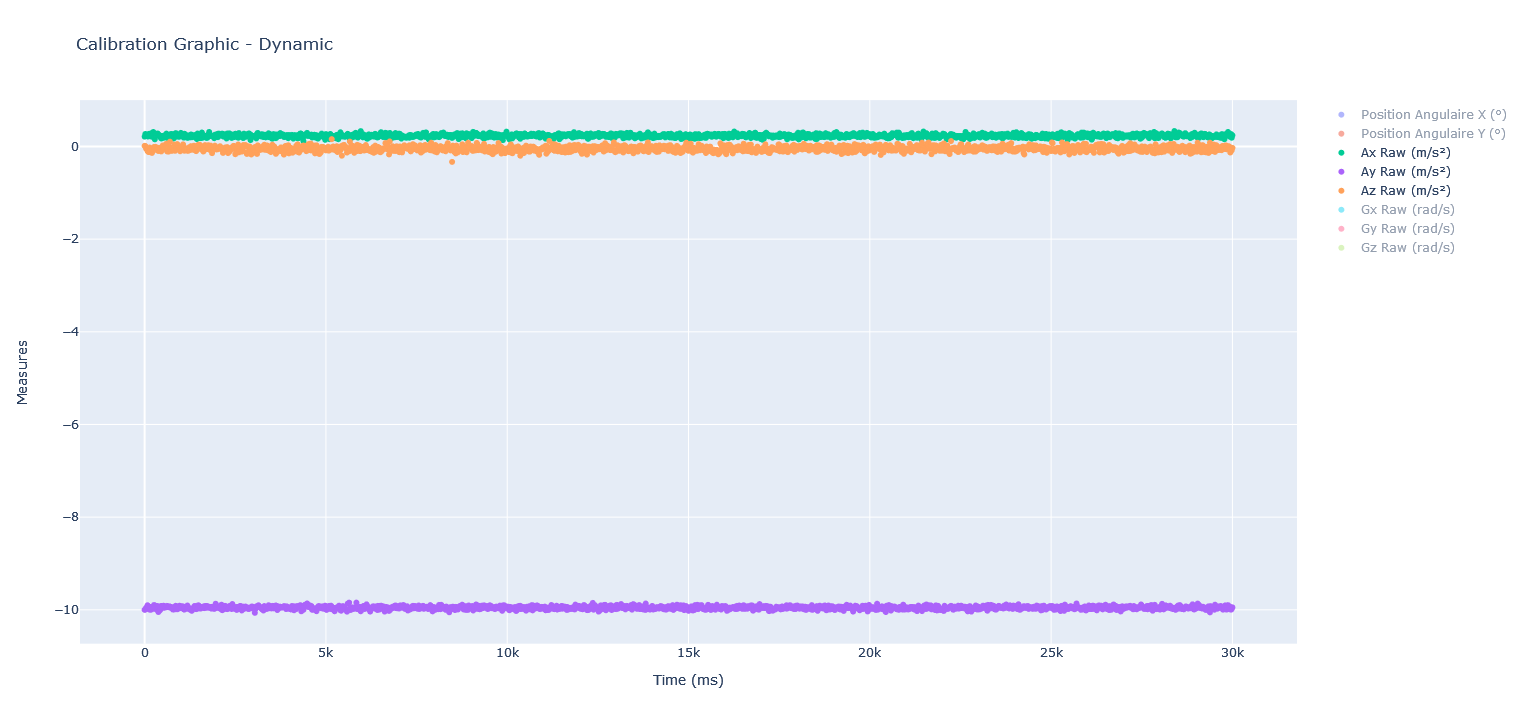 Calibration Graphic - Dynamic
Position Angulaire X (°)
Position Angulaire Y (°)
Ax Raw (m/s²)
Ay Raw (m/s²)
Az Raw (m/s²)
Gx Raw (rad/s)
Gy Raw (rad/s)
Gz Raw (rad/s)
0
−2
−4
−6
−8
−10
Measures
0
5k
10k
15k
20k
25k
30k
Time (ms)